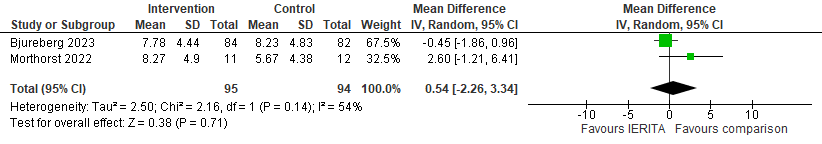 Intervention Control Mean Difference Mean Difference
Study or Subgroup Mean SD Total Mean SD Total Weight IV, Random, 95% CI IV, Random, 95% CI
Bjureberg 2023 7.78 4.44 84 8.23 4.83 82 67.5% -0.45 [-1.86, 0.96]
Morthorst 2022 8.27 4.9 11 5.67 4.38 12 32.5% 2.60 [-1.21, 6.41]
Total (95% CI) 95 94 100.0% 0.54 [-2.26, 3.34]
Heterogeneity: Tau² = 2.50; Chi² = 2.16, df = 1 (P = 0.14); I² = 54%
Test for overall effect: Z = 0.38 (P = 0.71)
-10 -5 0 5 10
Favours IERITA Favours comparison